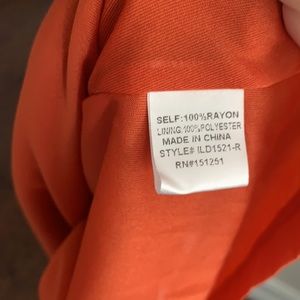 SELF:100%RAYON
LINING:100%POLYESTER
MADE IN CHINA
STYLE# ILD1521-R
RN#151251